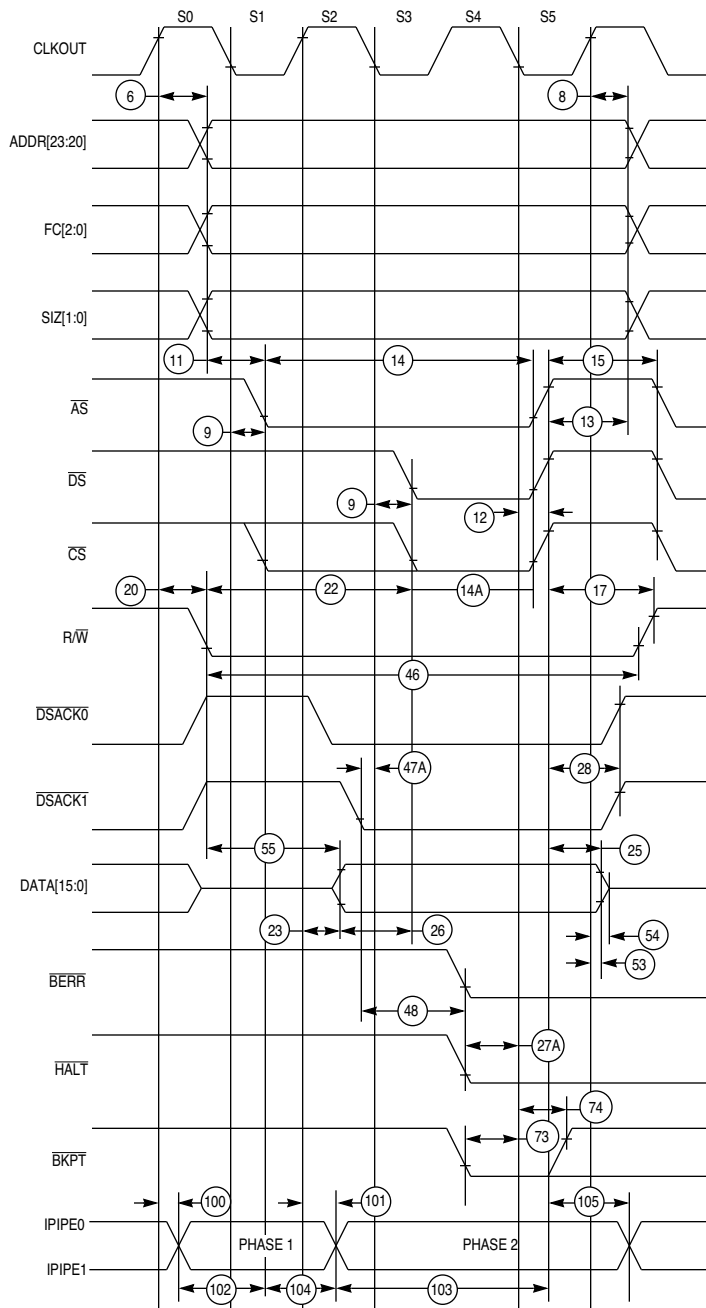 S0 S1 S2 S3 S4 S5
CLKOUT
6 8
ADDR[23:20]
FC[2:0]
SIZ[1:0]
11 14 15
AS
13
9
DS
9 12
CS
20 22 14A 17
R/W
46
DSACK0
47A 28
DSACK1
55 25
DATA[15:0]
23 26 54
53
BERR
48
27A
HALT
74
73
BKPT
100 101 105
IPIPE0
PHASE 1 PHASE 2
IPIPE1
102 104 103